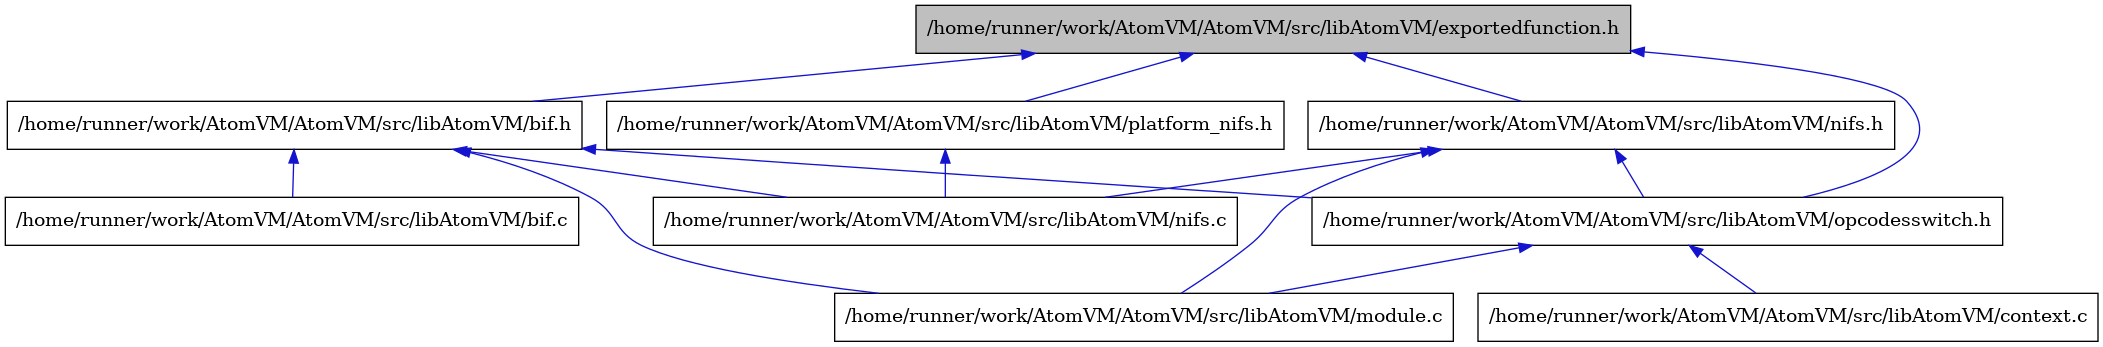 /home/runner/work/AtomVM/AtomVM/src/libAtomVM/exportedfunction.h
/home/runner/work/AtomVM/AtomVM/src/libAtomVM/bif.h
/home/runner/work/AtomVM/AtomVM/src/libAtomVM/platform_nifs.h
/home/runner/work/AtomVM/AtomVM/src/libAtomVM/nifs.h
/home/runner/work/AtomVM/AtomVM/src/libAtomVM/bif.c
/home/runner/work/AtomVM/AtomVM/src/libAtomVM/nifs.c
/home/runner/work/AtomVM/AtomVM/src/libAtomVM/opcodesswitch.h
/home/runner/work/AtomVM/AtomVM/src/libAtomVM/module.c
/home/runner/work/AtomVM/AtomVM/src/libAtomVM/context.c